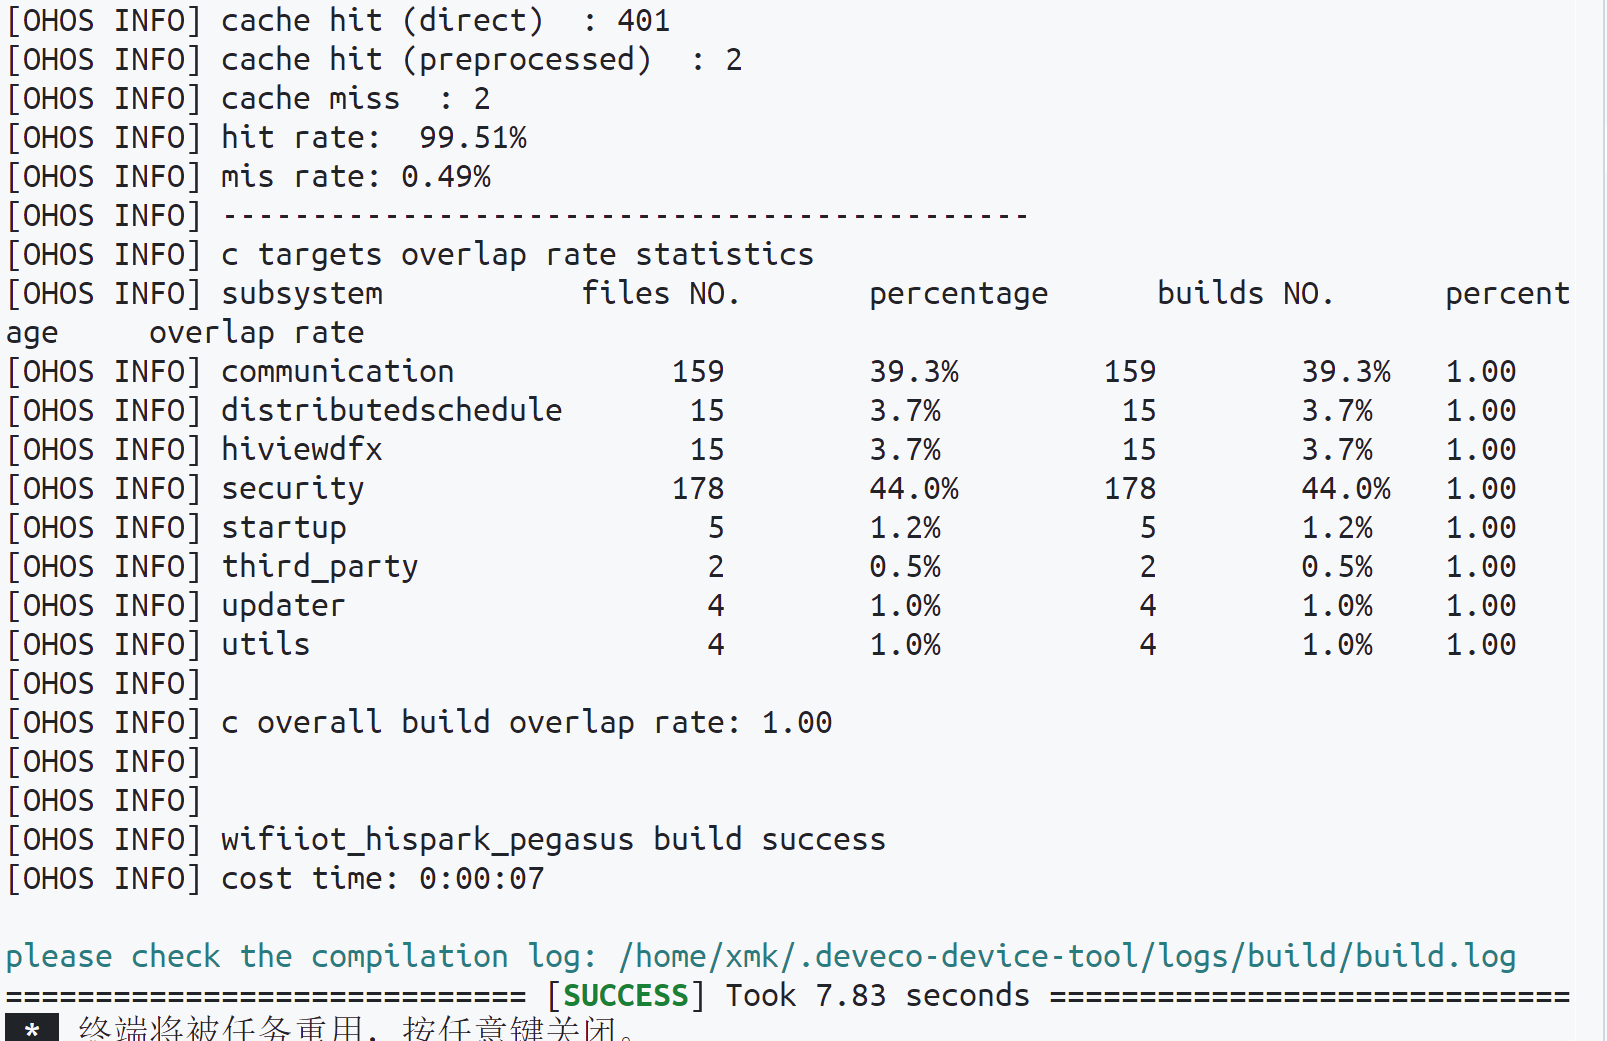 [OHOS INFO] cache hit (direct)  : 401
[OHOS INFO] cache hit (preprocessed)  : 2
[OHOS INFO] cache miss  : 2
[OHOS INFO] hit rate:  99.51%
[OHOS INFO] mis rate: 0.49%
[OHOS INFO] ---------------------------------------------
[OHOS INFO] c targets overlap rate statistics
[OHOS INFO] subsystem           files NO.       percentage      builds NO.      percent
age     overlap rate
[OHOS INFO] communication            159        39.3%        159        39.3%   1.00
[OHOS INFO] distributedschedule       15        3.7%          15        3.7%    1.00
[OHOS INFO] hiviewdfx                 15        3.7%          15        3.7%    1.00
[OHOS INFO] security                 178        44.0%        178        44.0%   1.00
[OHOS INFO] startup                    5        1.2%           5        1.2%    1.00
[OHOS INFO] third_party                2        0.5%           2        0.5%    1.00
[OHOS INFO] updater                    4        1.0%           4        1.0%    1.00
[OHOS INFO] utils                      4        1.0%           4        1.0%    1.00
[OHOS INFO]
[OHOS INFO] c overall build overlap rate: 1.00
[OHOS INFO]
[OHOS INFO]
[OHOS INFO] wifiiot_hispark_pegasus build success
[OHOS INFO] cost time: 0:00:07
please check the compilation log: /home/xmk/.deveco-device-tool/logs/build/build.log
============================= [SUCCESS] Took 7.83 seconds =============================
* 终端将被任务重用，按任意键关闭。